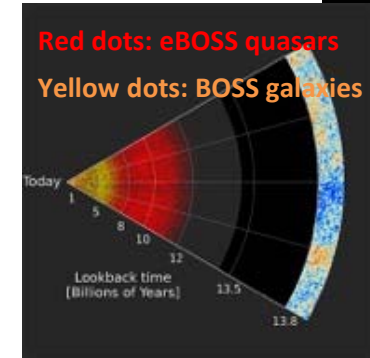 Red dots: eBOSS quasars
Yellow dots: BOSS galaxies
Today
1
5
8
10
12
13.5
13.8
Lookback time
[Billions of Years]